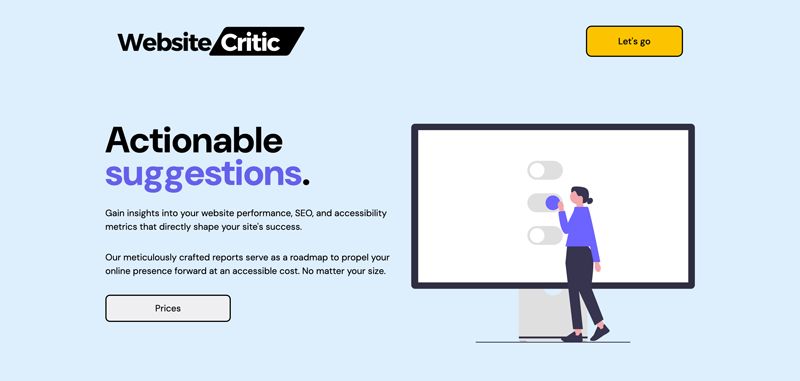 Website Critic
Let's go
Actionable
suggestions.
Gain insights into your website performance, SEO, and accessibility
metrics that directly shape your site's success.
Our meticulously crafted reports serve as a roadmap to propel your
online presence forward at an accessible cost. No matter your size.
Prices